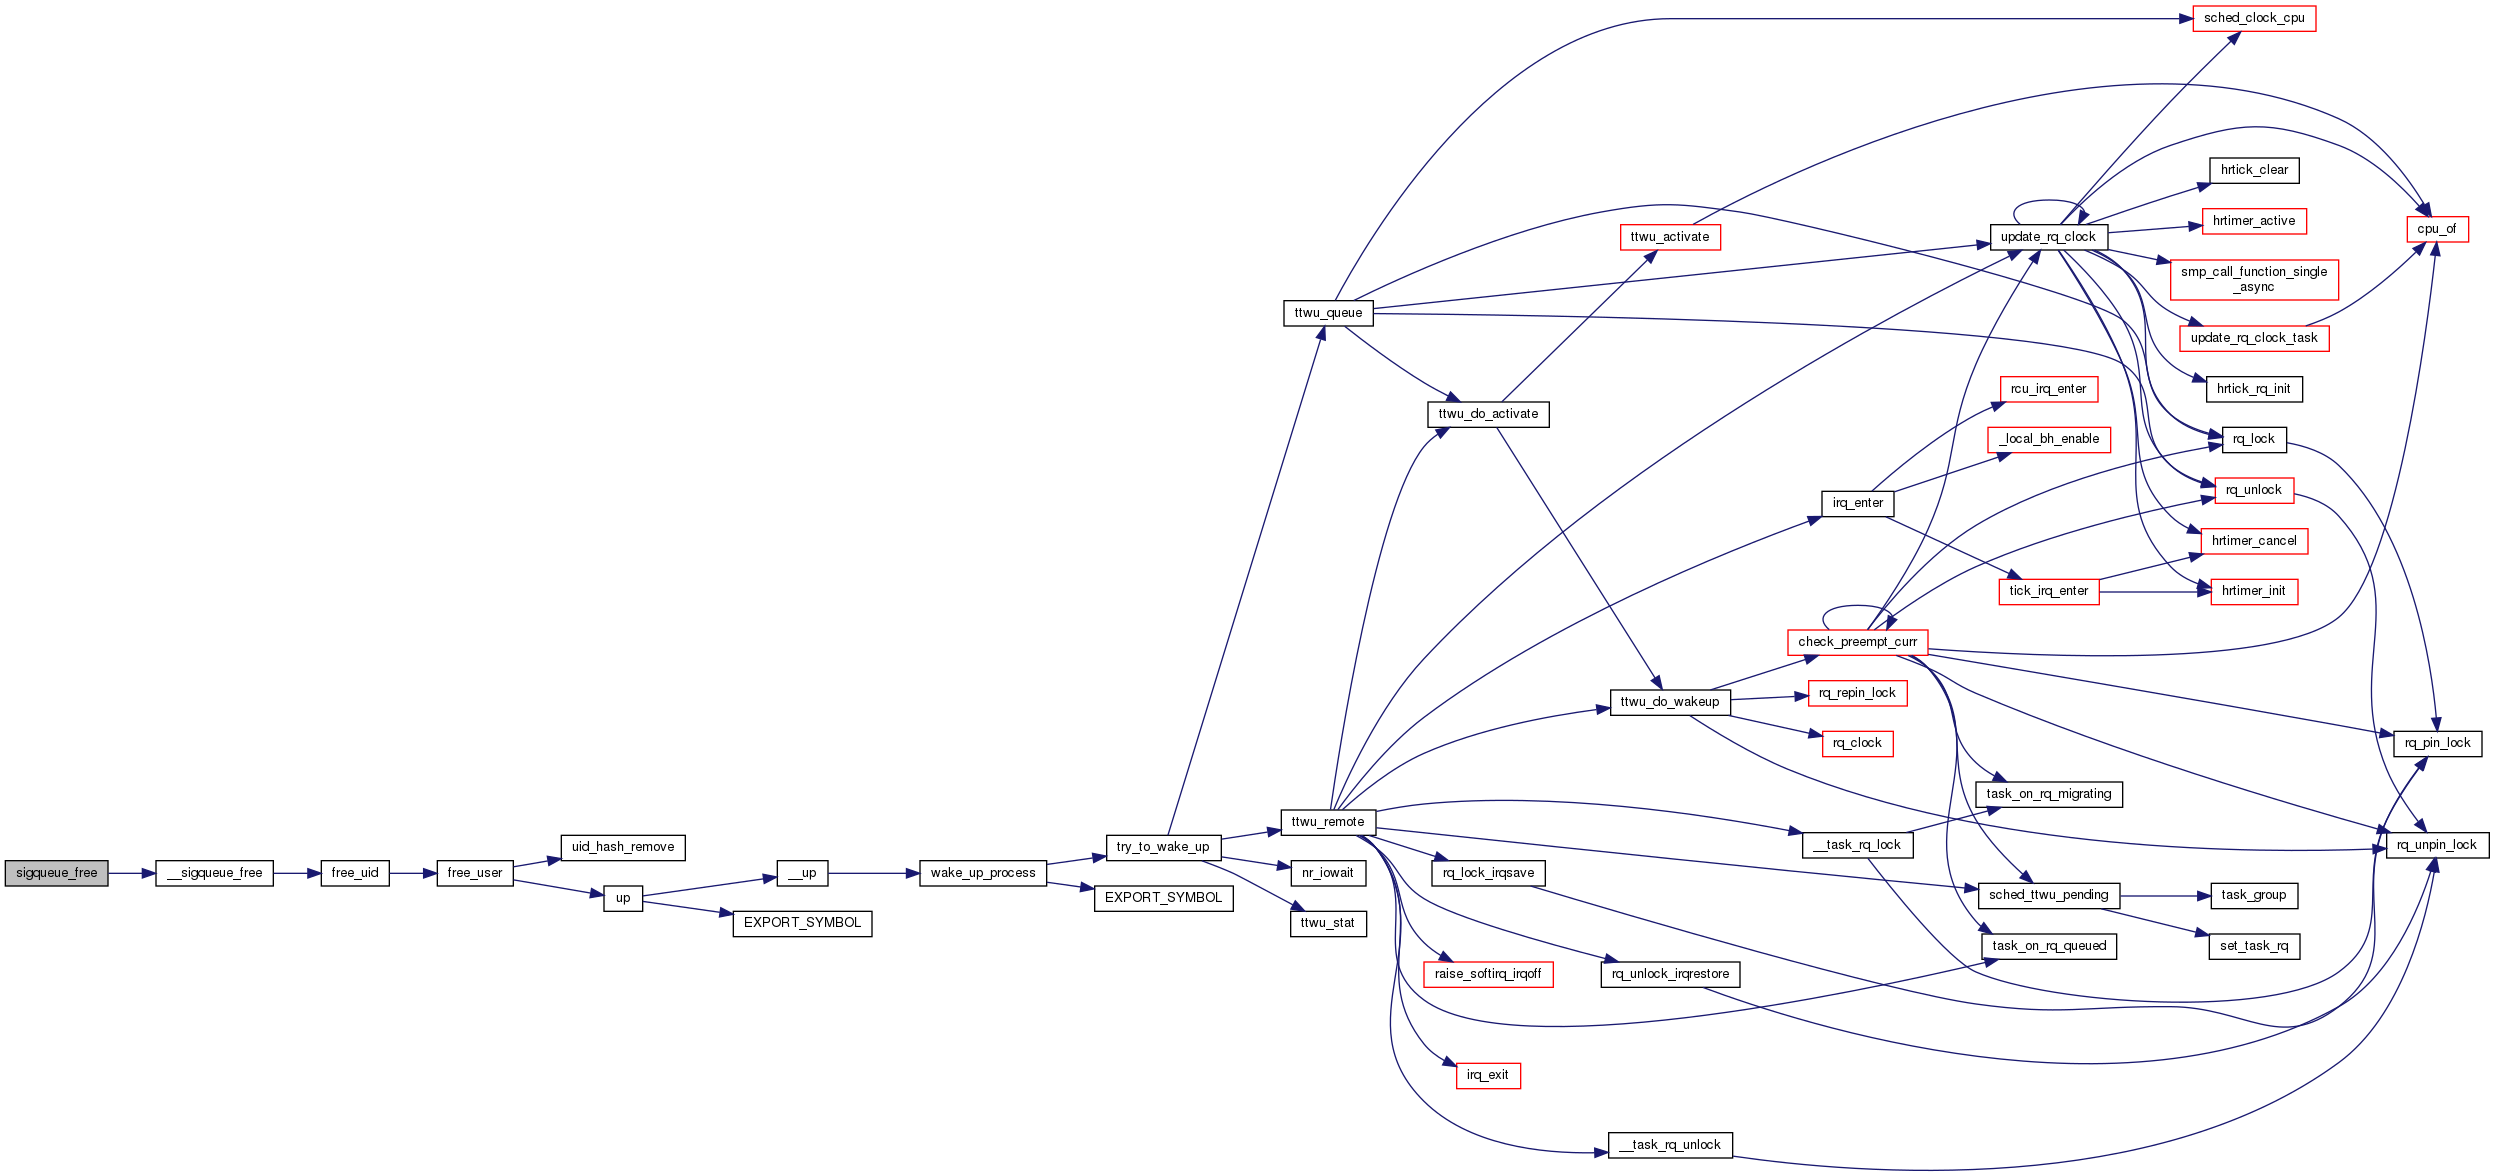 sched_clock_cpu
hrtick_clear
hrtimer_active
ttwu_activate
update_rq_clock
cpu_of
smp_call_function_single
_async
ttwu_queue
update_rq_clock_task
rcu_irq_enter
hrtick_rq_init
ttwu_do_activate
_local_bh_enable
rq_lock
irq_enter
rq_unlock
hrtimer_cancel
tick_irq_enter
hrtimer_init
check_preempt_curr
rq_repin_lock
ttwu_do_wakeup
rq_clock
rq_pin_lock
task_on_rq_migrating
ttwu_remote
uid_hash_remove
try_to_wake_up
__task_rq_lock
rq_unpin_lock
sigqueue_free
__sigqueue_free
free_uid
free_user
__up
wake_up_process
nr_iowait
rq_lock_irqsave
up
EXPORT_SYMBOL
sched_ttwu_pending
task_group
EXPORT_SYMBOL
ttwu_stat
task_on_rq_queued
set_task_rq
raise_softirq_irqoff
rq_unlock_irqrestore
irq_exit
__task_rq_unlock